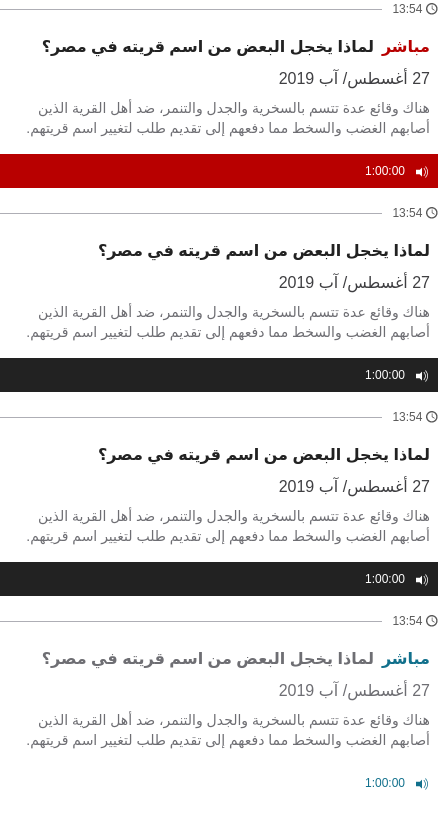 13:54
مباشر لماذا يخجل البعض من اسم قريته في مصر؟
27 أغسطس/ آب 2019
هناك وقائع عدة تتسم بالسخرية والجدل والتنمر، ضد أهل القرية الذين
أصابهم الغضب والسخط مما دفعهم إلى تقديم طلب لتغيير اسم قريتهم.
1:00:00
13:54
لماذا يخجل البعض من اسم قريته في مصر؟
27 أغسطس/ آب 2019
هناك وقائع عدة تتسم بالسخرية والجدل والتنمر، ضد أهل القرية الذين
أصابهم الغضب والسخط مما دفعهم إلى تقديم طلب لتغيير اسم قريتهم.
1:00:00
13:54
لماذا يخجل البعض من اسم قريته في مصر؟
27 أغسطس/ آب 2019
هناك وقائع عدة تتسم بالسخرية والجدل والتنمر، ضد أهل القرية الذين
أصابهم الغضب والسخط مما دفعهم إلى تقديم طلب لتغيير اسم قريتهم.
1:00:00
13:54
مباشر لماذا يخجل البعض من اسم قريته في مصر؟
27 أغسطس/ آب 2019
هناك وقائع عدة تتسم بالسخرية والجدل والتنمر، ضد أهل القرية الذين
أصابهم الغضب والسخط مما دفعهم إلى تقديم طلب لتغيير اسم قريتهم.
1:00:00